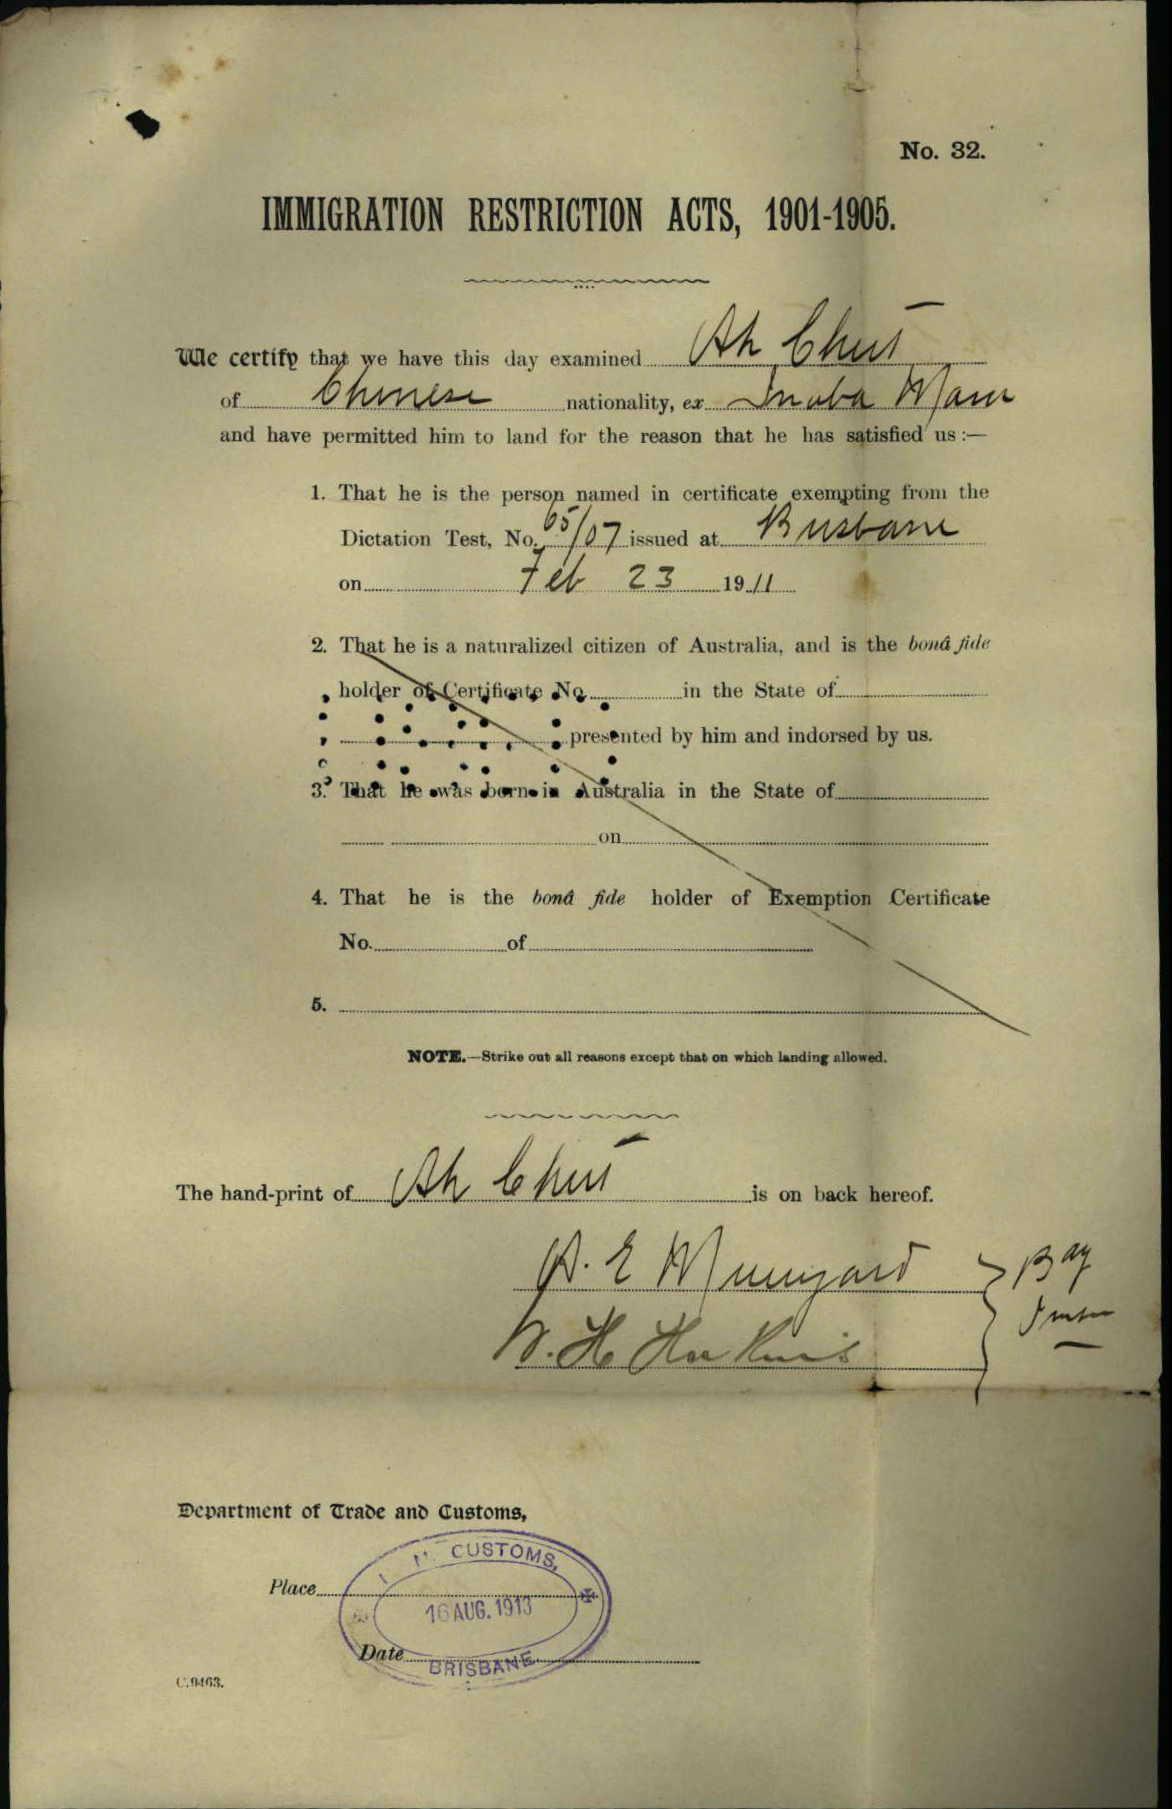 No. 32.
IMMIGRATION RESTRICTION ACTS, 1901-1905.
We certify that we have this day examined Ah Chut
of Chinese nationality, ex Inaba Maru
and have permitted him to land for the reason that he has satisfied us :—
1. That he is the person named in certificate exempting from the
Dictation Test, No. 65/07 issued at Brisbane
on Feb 23 1911
2. That he is a naturalized citizen of Australia, and is the bonâ fide
holder of Certificate No. in the State of
presented by him and indorsed by us.
3. That he was born in Australia in the State of
on
4. That he is the bonâ fide holder of Exemption Certificate
No. of
5.
NOTE.—Strike out all reasons except that on which landing allowed.
The hand-print of Ah Chut is on back hereof.
Bay
W. H. Hawkins
Department of Trade and Customs,
CUSTOMS,
Place
16 AUG. 1913
Date
BRISBANE
C.9463.